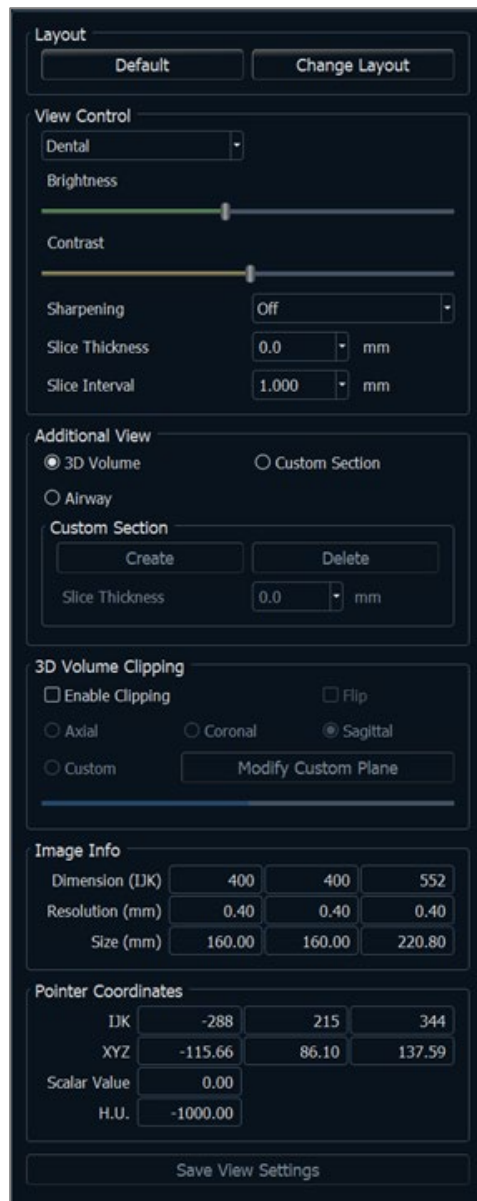 Layout
Default Change Layout
View Control
Dental
Brightness
Contrast
Sharpening Off
Slice Thickness 0.0 mm
Slice Interval 1.000 mm
Additional View
3D Volume Custom Section
Airway
Custom Section
Create Delete
Slice Thickness 0.0 mm
3D Volume Clipping
Enable Clipping Flip
Axial Coronal Sagittal
Custom Modify Custom Plane
Image Info
Dimension (IJK) 400 400 552
Resolution (mm) 0.40 0.40 0.40
Size (mm) 160.00 160.00 220.80
Pointer Coordinates
IJK -288 215 344
XYZ -115.66 86.10 137.59
Scalar Value 0.00
H.U. -1000.00
Save View Settings